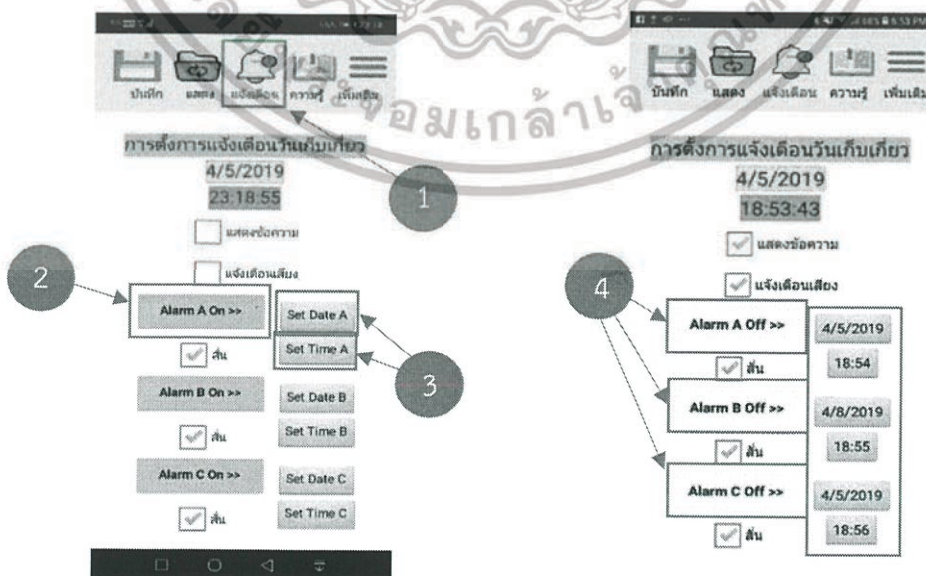 บันทึก แสดง แจ้งเตือน ความรู้ เพิ่มเติม
การตั้งการแจ้งเตือนวันเก็บเกี่ยว
4/5/2019
23:18:55
แสดงข้อความ
แจ้งเตือนเสียง
Alarm A On >> Set Date A
สั่น Set Time A
Alarm B On >> Set Date B
สั่น Set Time B
Alarm C On >> Set Date C
สั่น Set Time C
1
2
3
6:53 PM
บันทึก แสดง แจ้งเตือน ความรู้ เพิ่มเติม
การตั้งการแจ้งเตือนวันเก็บเกี่ยว
4/5/2019
18:53:43
แสดงข้อความ
แจ้งเตือนเสียง
4
Alarm A Off >> 4/5/2019
สั่น 18:54
Alarm B Off >> 4/8/2019
สั่น 18:55
Alarm C Off >> 4/5/2019
สั่น 18:56